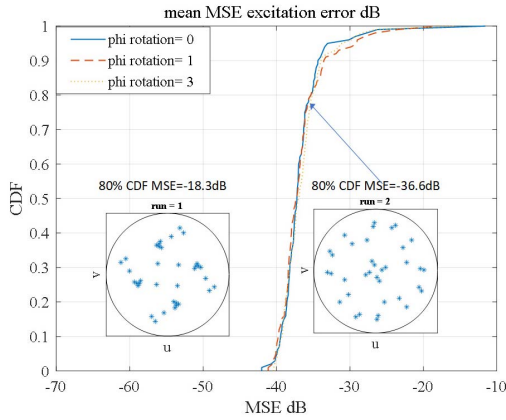 mean MSE excitation error dB
1
0.9
0.8
0.7
0.6
0.5
0.4
0.3
0.2
0.1
0
CDF
phi rotation= 0
phi rotation= 1
phi rotation= 3
80% CDF MSE=-18.3dB
run = 1
v
u
80% CDF MSE=-36.6dB
run = 2
v
u
-70
-60
-50
-40
-30
-20
-10
MSE dB